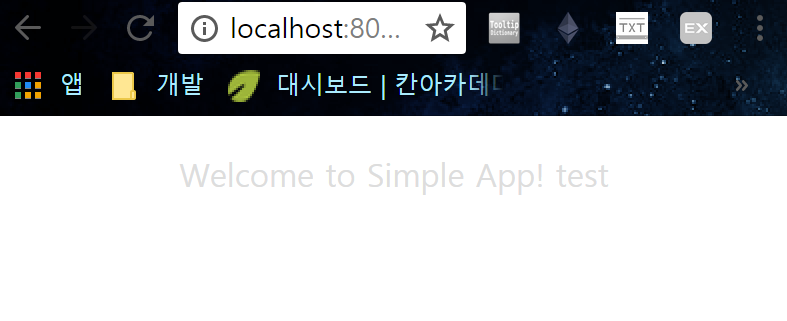 localhost:80...
Tooltip
Dictionary
TXT
EX
앱
개발
대시보드 | 칸아카데
»
Welcome to Simple App! test